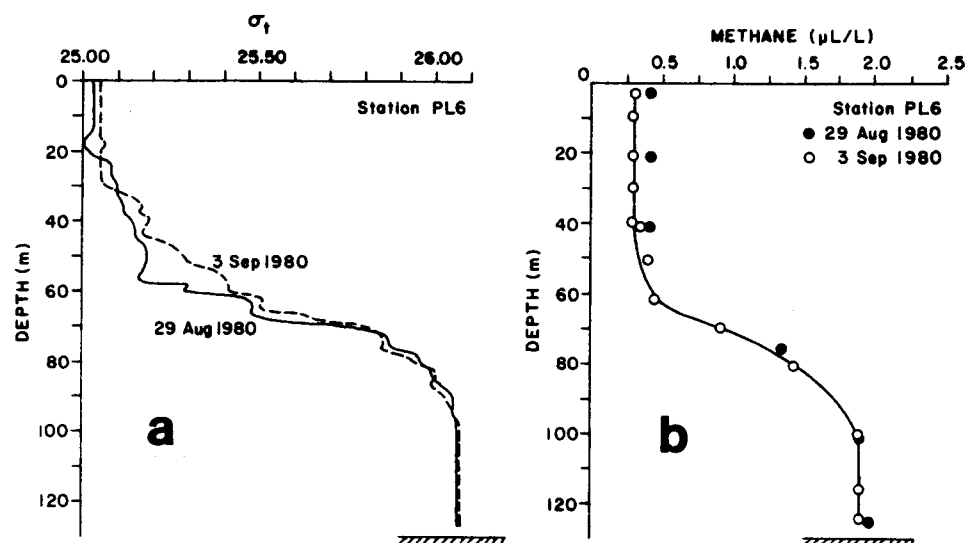 σt
25.00 25.50 26.00
0
20
40
60
80
100
120
DEPTH (m)
Station PL6
3 Sep 1980
29 Aug 1980
a
METHANE (µL/L)
0 0.5 1.0 1.5 2.0 2.5
20
40
60
80
100
120
DEPTH (m)
Station PL6
● 29 Aug 1980
○ 3 Sep 1980
b